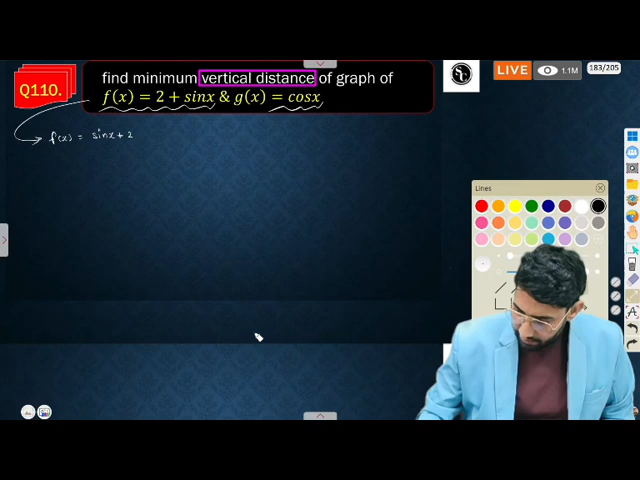 LIVE
1.1M
183/205
Q110.
find minimum vertical distance of graph of
f(x) = 2 + sinx & g(x) = cosx
f(x) = sinx + 2
Lines